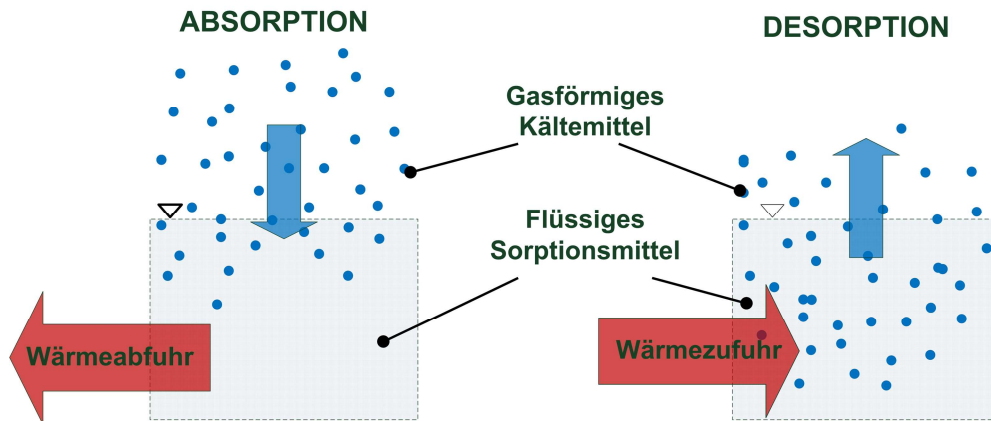 ABSORPTION
DESORPTION
Gasförmiges
Kältemittel
Flüssiges
Sorptionsmittel
Wärmeabfuhr
Wärmezufuhr